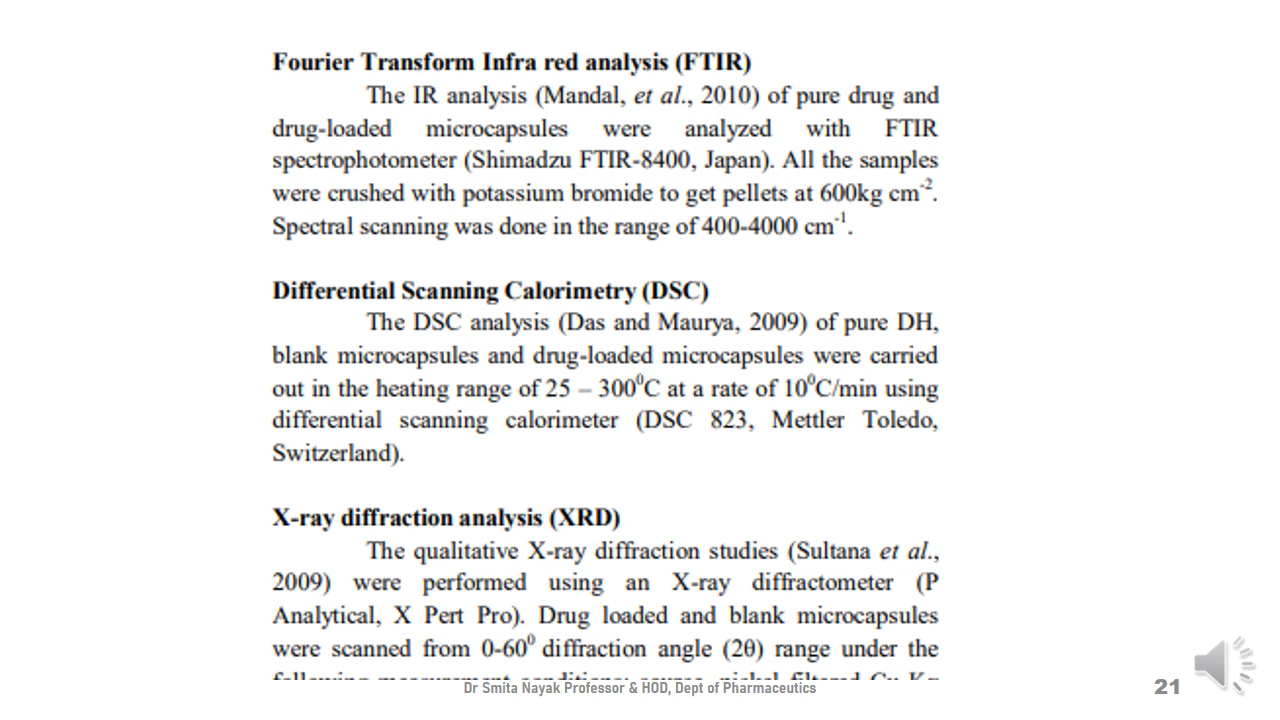 Fourier Transform Infra red analysis (FTIR)
The IR analysis (Mandal, et al., 2010) of pure drug and
drug-loaded microcapsules were analyzed with FTIR
spectrophotometer (Shimadzu FTIR-8400, Japan). All the samples
were crushed with potassium bromide to get pellets at 600kg cm⁻².
Spectral scanning was done in the range of 400-4000 cm⁻¹.
Differential Scanning Calorimetry (DSC)
The DSC analysis (Das and Maurya, 2009) of pure DH,
blank microcapsules and drug-loaded microcapsules were carried
out in the heating range of 25 – 300⁰C at a rate of 10⁰C/min using
differential scanning calorimeter (DSC 823, Mettler Toledo,
Switzerland).
X-ray diffraction analysis (XRD)
The qualitative X-ray diffraction studies (Sultana et al.,
2009) were performed using an X-ray diffractometer (P
Analytical, X Pert Pro). Drug loaded and blank microcapsules
were scanned from 0-60⁰ diffraction angle (2θ) range under the
Dr Smita Nayak Professor & HOD, Dept of Pharmaceutics
21